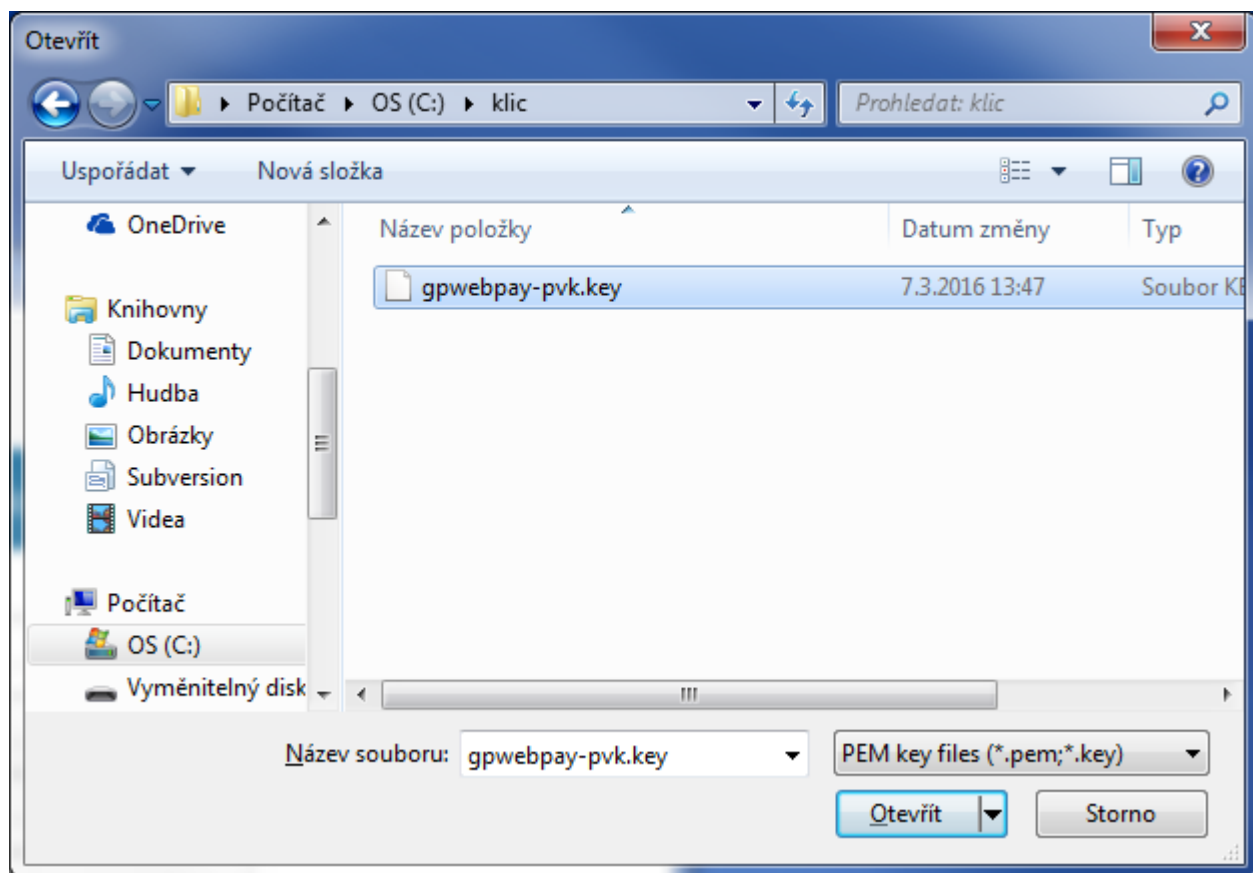 Otevřít
Počítač OS (C:) klic
Prohledat: klic
Uspořádat Nová složka
OneDrive
Knihovny
Dokumenty
Hudba
Obrázky
Subversion
Videa
Počítač
OS (C:)
Vyměnitelný disk
Název položky Datum změny Typ
gpwebpay-pvk.key 7.3.2016 13:47 Soubor KE
Název souboru: gpwebpay-pvk.key PEM key files (*.pem;*.key)
Otevřít Storno